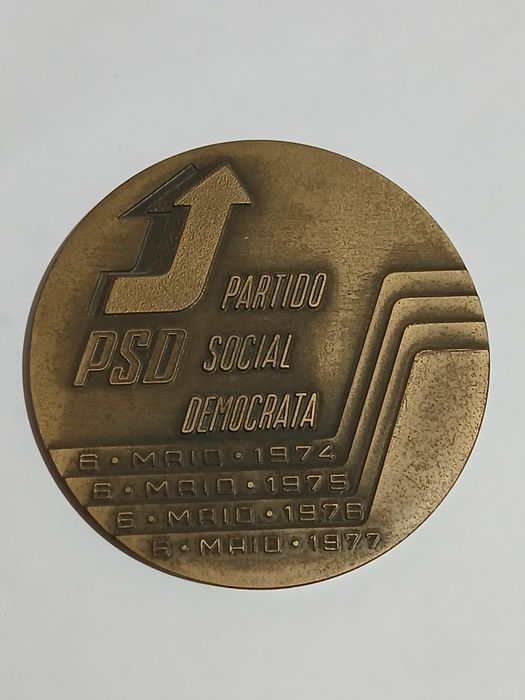 PARTIDO
PSD SOCIAL
DEMOCRATA
6 • MAIO • 1974
6 • MAIO • 1975
6 • MAIO • 1976
6 • MAIO • 1977